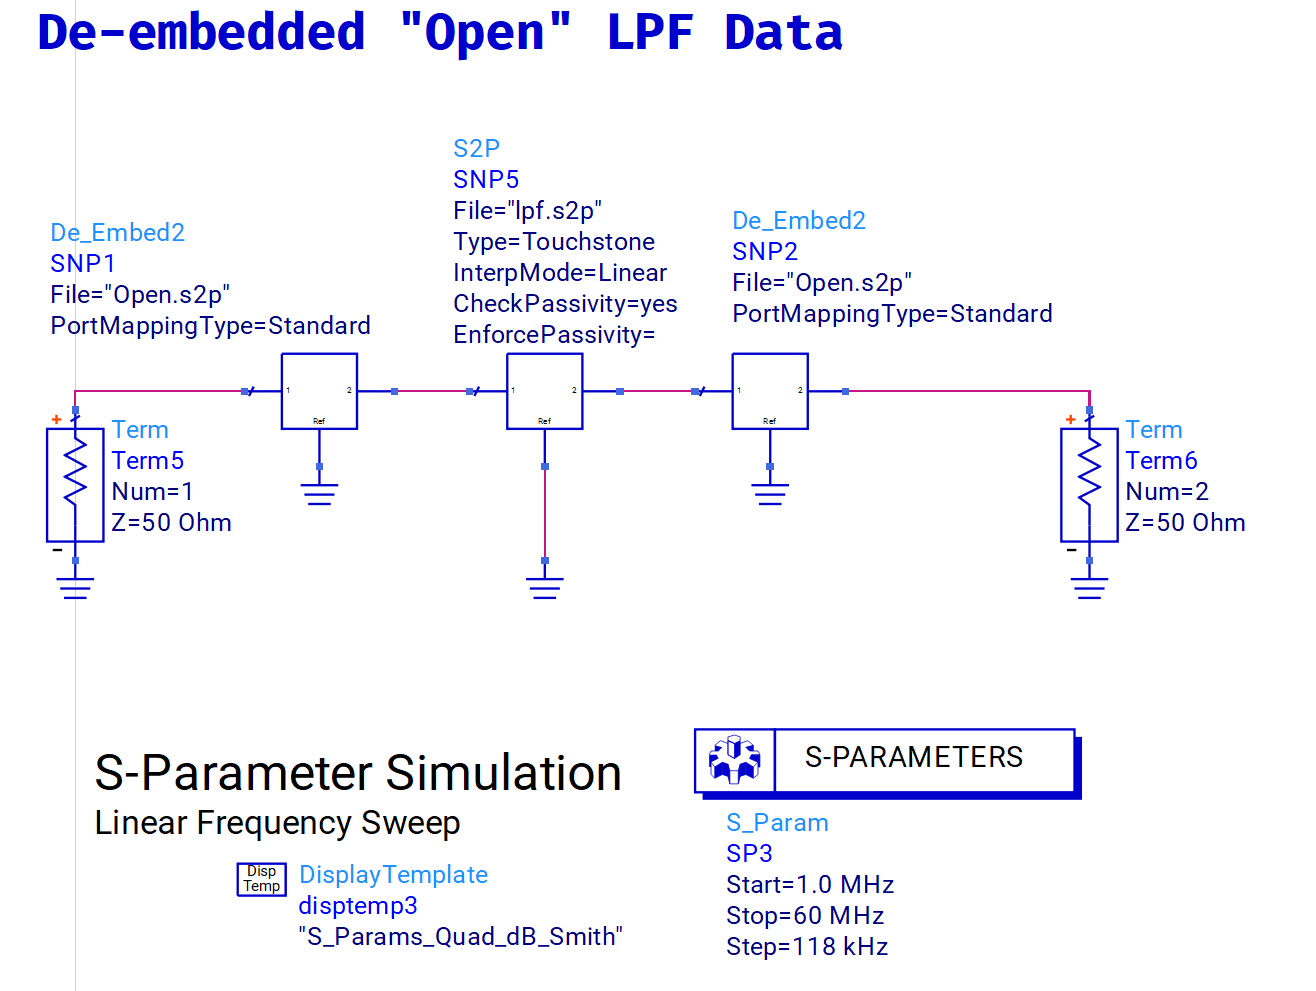 De-embedded "Open" LPF Data
S2P
SNP5
File="lpf.s2p"
Type=Touchstone
InterpMode=Linear
CheckPassivity=yes
EnforcePassivity=
De_Embed2
SNP1
File="Open.s2p"
PortMappingType=Standard
De_Embed2
SNP2
File="Open.s2p"
PortMappingType=Standard
1 2
Ref
1 2
Ref
1 2
Ref
+
Term
Term5
Num=1
Z=50 Ohm
-
+
Term
Term6
Num=2
Z=50 Ohm
-
S-Parameter Simulation
Linear Frequency Sweep
Disp
Temp
DisplayTemplate
disptemp3
"S_Params_Quad_dB_Smith"
S-PARAMETERS
S_Param
SP3
Start=1.0 MHz
Stop=60 MHz
Step=118 kHz